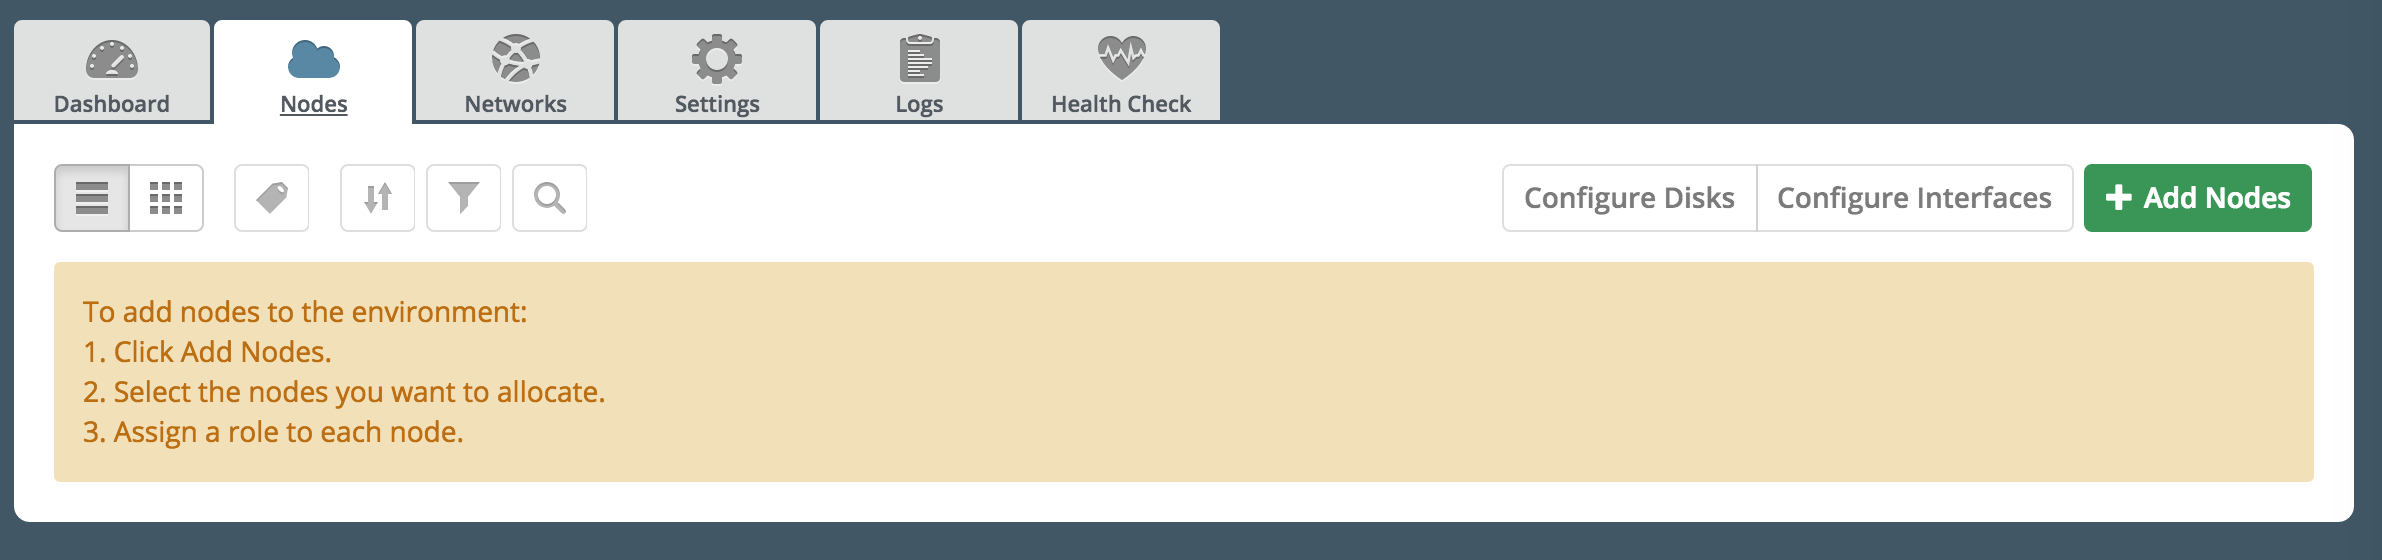 Dashboard
Nodes
Networks
Settings
Logs
Health Check
Configure Disks
Configure Interfaces
Add Nodes
To add nodes to the environment:
1. Click Add Nodes.
2. Select the nodes you want to allocate.
3. Assign a role to each node.